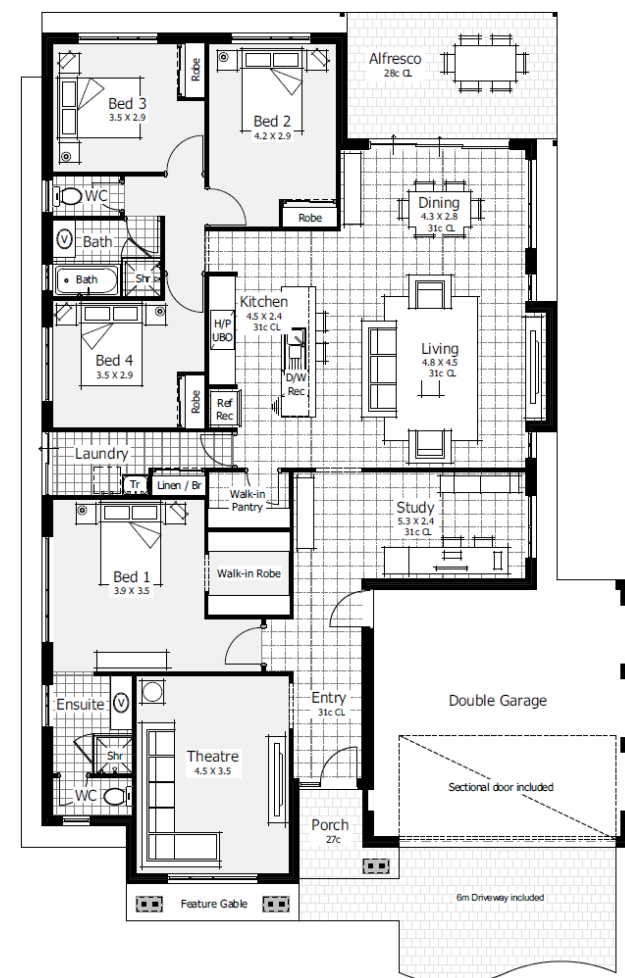 Alfresco
28c CL
Bed 3
3.5 X 2.9
Robe
Bed 2
4.2 X 2.9
Robe
WC
Dining
4.3 X 2.8
31c CL
V
Bath
Bath
Shr
Kitchen
4.5 X 2.4
31c CL
H/P
UBO
D/W
Rec
Living
4.8 X 4.5
31c CL
Bed 4
3.5 X 2.9
Robe
Ref
Rec
Laundry
Tr
Linen / Br
Walk-in
Pantry
Study
5.3 X 2.4
31c CL
Bed 1
3.9 X 3.5
Walk-in Robe
Ensuite
V
Shr
WC
Entry
31c CL
Theatre
4.5 X 3.5
Double Garage
Sectional door included
Porch
27c
Feature Gable
6m Driveway included